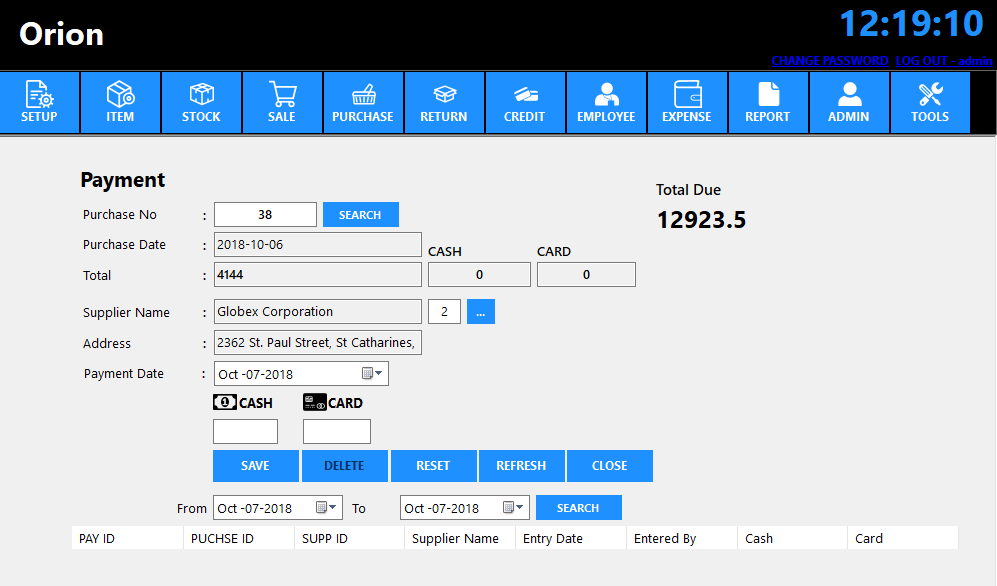 Orion
12:19:10
CHANGE PASSWORD LOG OUT - admin
SETUP ITEM STOCK SALE PURCHASE RETURN CREDIT EMPLOYEE EXPENSE REPORT ADMIN TOOLS
Payment
Total Due
12923.5
Purchase No : 38 SEARCH
Purchase Date : 2018-10-06
CASH CARD
Total : 4144 0 0
Supplier Name : Globex Corporation 2 ...
Address : 2362 St. Paul Street, St Catharines,
Payment Date : Oct -07-2018
CASH CARD
SAVE DELETE RESET REFRESH CLOSE
From Oct -07-2018 To Oct -07-2018 SEARCH
PAY ID PUCHSE ID SUPP ID Supplier Name Entry Date Entered By Cash Card